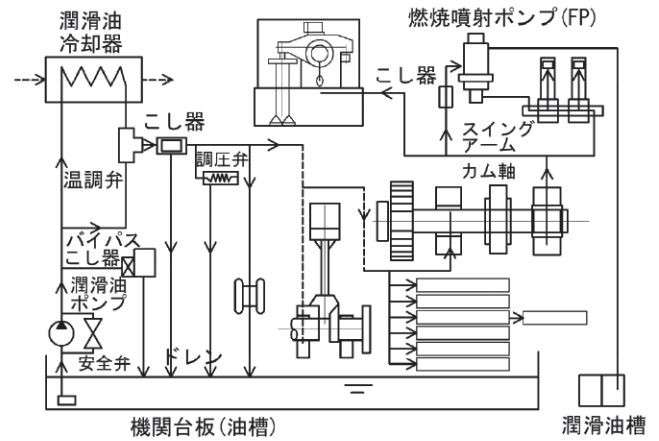 潤滑油
冷却器
燃焼噴射ポンプ(FP)
こし器
こし器
スイング
アーム
調圧弁
カム軸
温調弁
バイパス
こし器
潤滑油
ポンプ
安全弁
ドレン
機関台板(油槽)
潤滑油槽